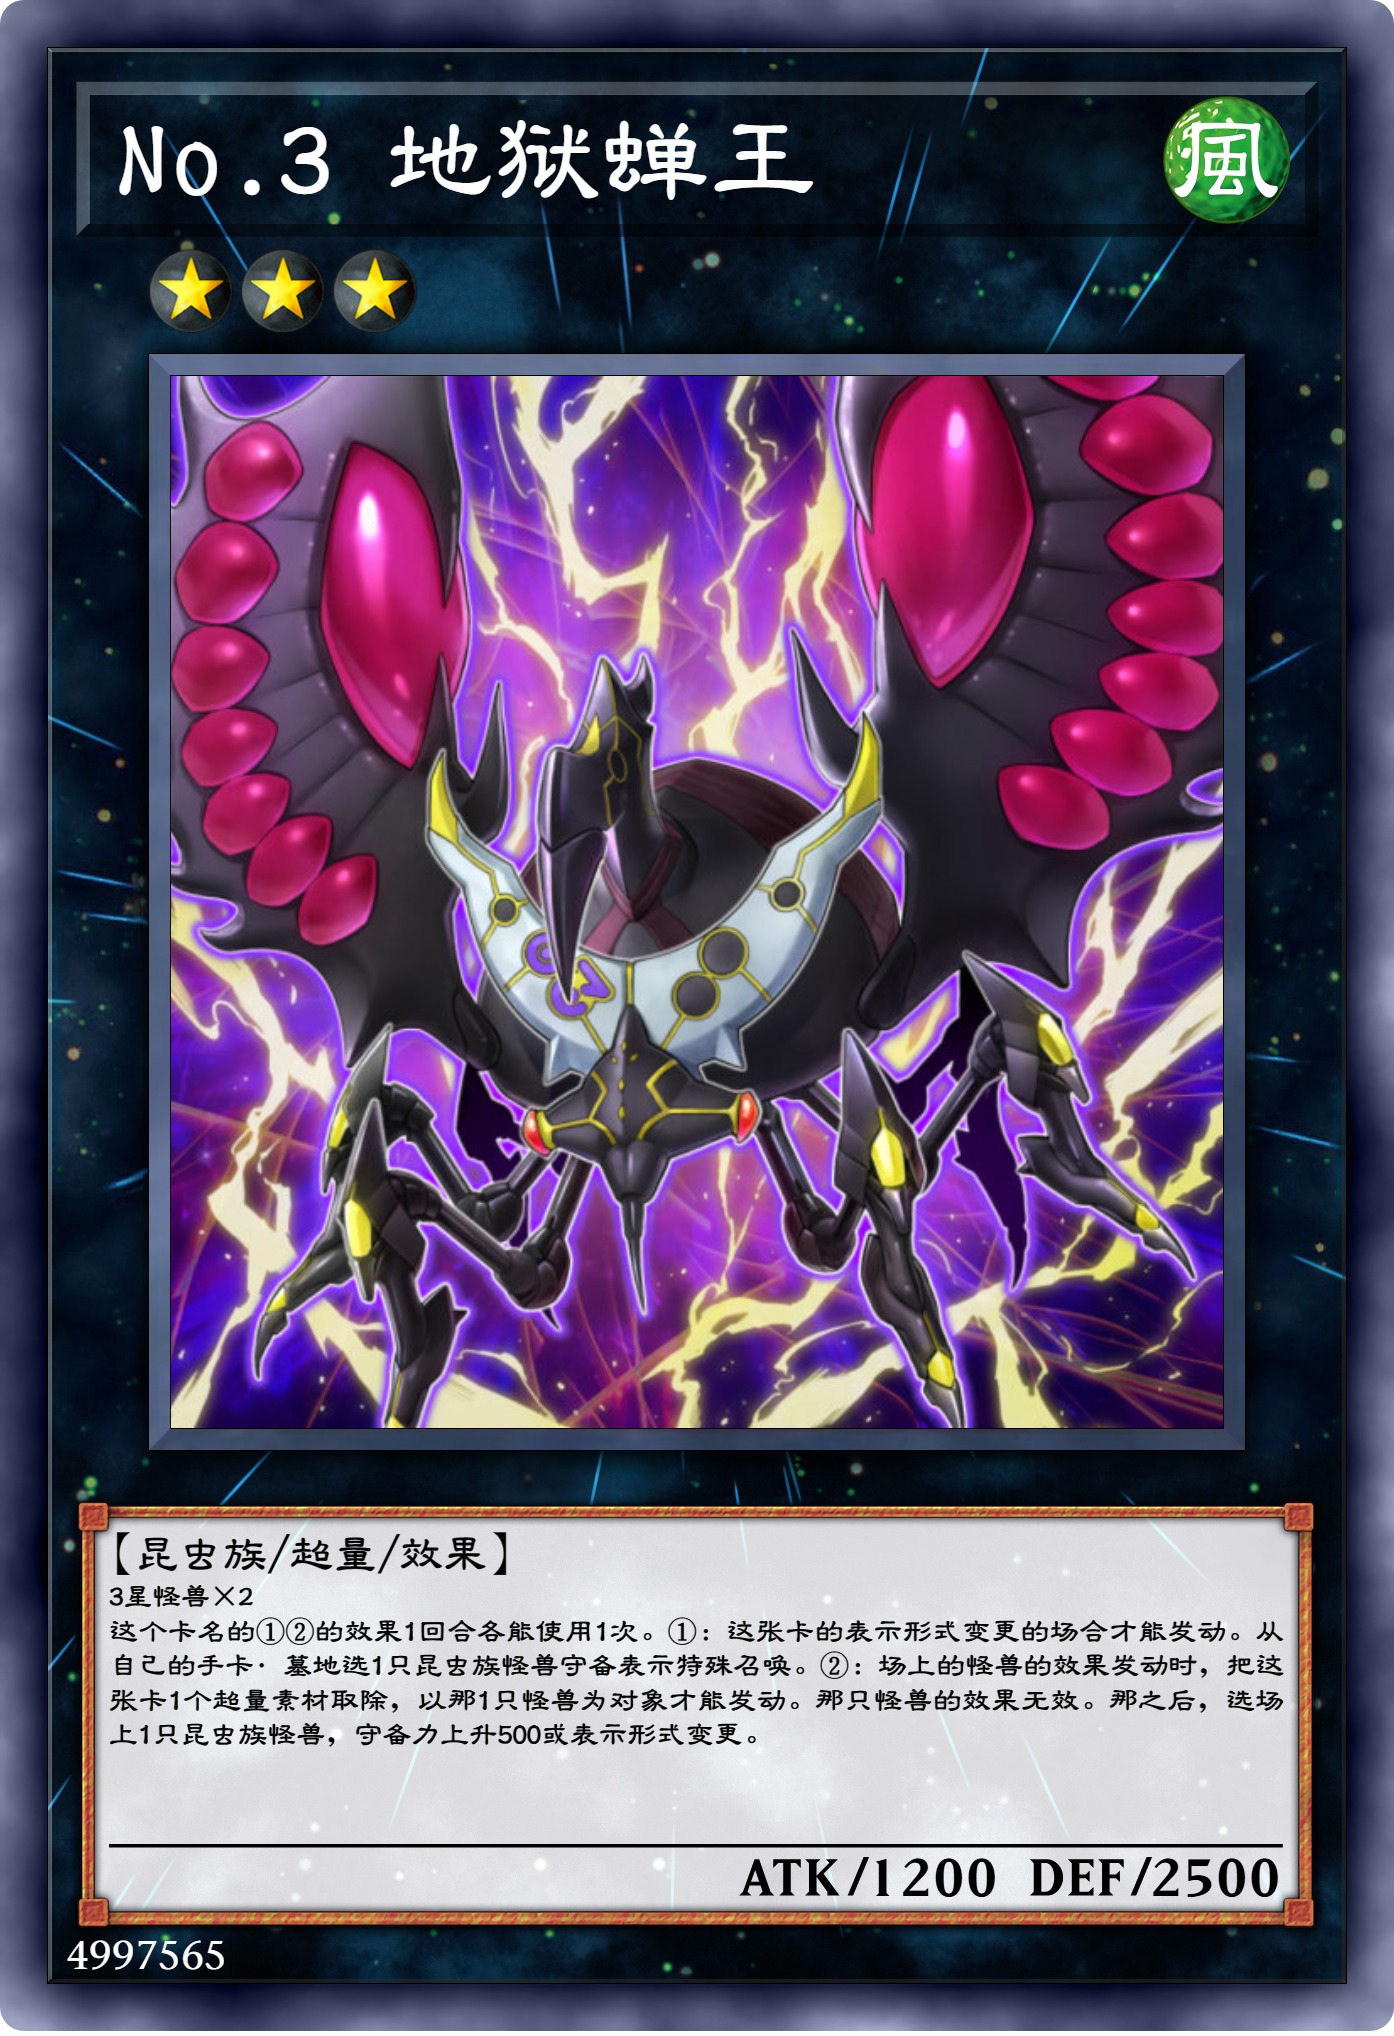 No.3 地狱蝉王
風
【昆虫族/超量/效果】
3星怪兽×2
这个卡名的①②的效果1回合各能使用1次。①：这张卡的表示形式变更的场合才能发动。从
自己的手卡·墓地选1只昆虫族怪兽守备表示特殊召唤。②：场上的怪兽的效果发动时，把这
张卡1个超量素材取除，以那1只怪兽为对象才能发动。那只怪兽的效果无效。那之后，选场
上1只昆虫族怪兽，守备力上升500或表示形式变更。
ATK/1200 DEF/2500
4997565